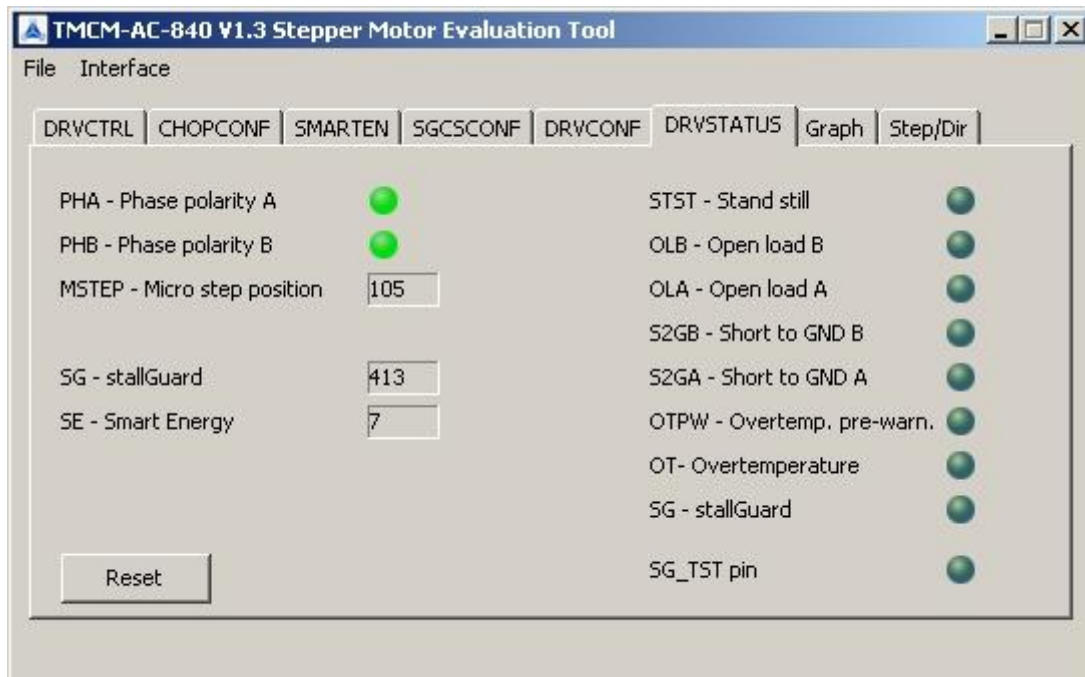 TMCM-AC-840 V1.3 Stepper Motor Evaluation Tool
File Interface
DRVCTRL CHOPCONF SMARTEN SGCSCONF DRVCONF DRVSTATUS Graph Step/Dir
PHA - Phase polarity A
PHB - Phase polarity B
MSTEP - Micro step position 105
SG - stallGuard 413
SE - Smart Energy 7
Reset
STST - Stand still
OLB - Open load B
OLA - Open load A
S2GB - Short to GND B
S2GA - Short to GND A
OTPW - Overtemp. pre-warn.
OT- Overtemperature
SG - stallGuard
SG_TST pin